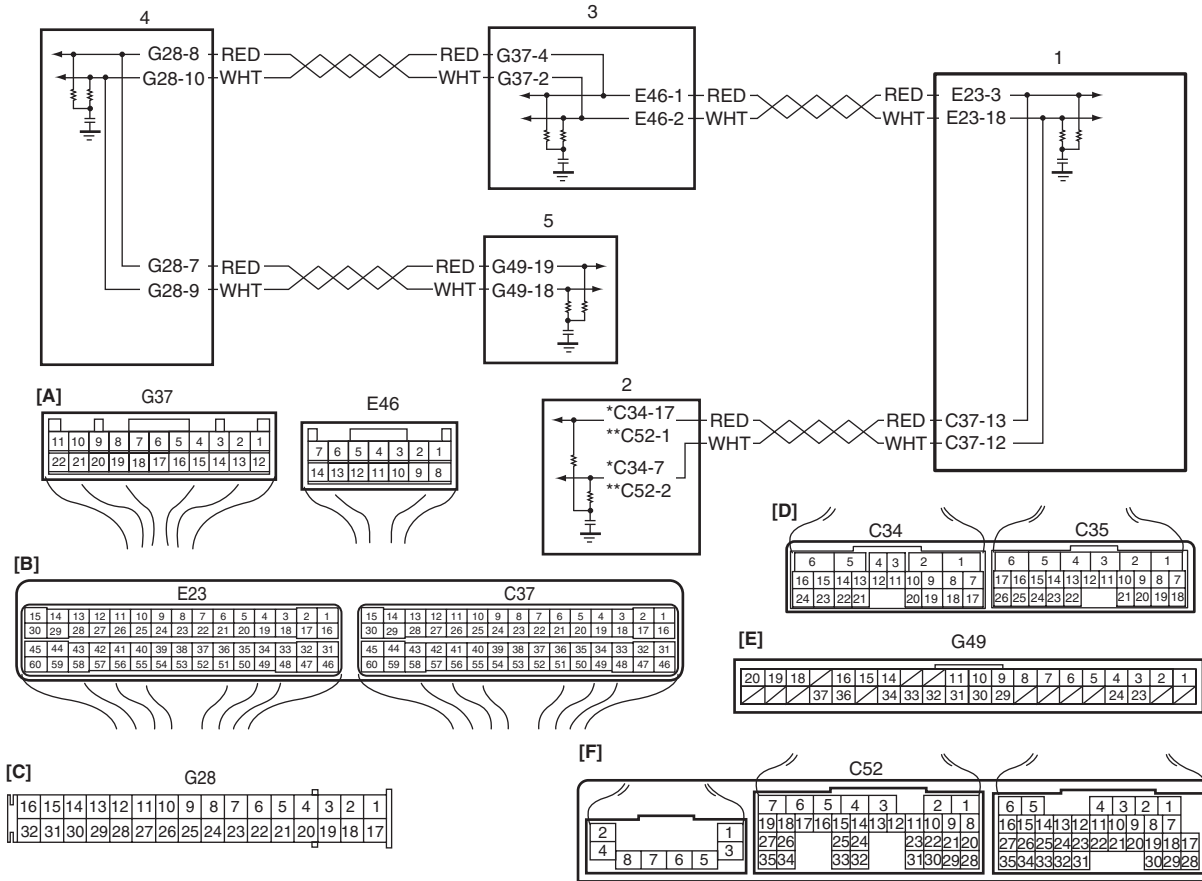 4
G28-8 RED RED G37-4
G28-10 WHT WHT G37-2
G28-7 RED RED G49-19
G28-9 WHT WHT G49-18
3
E46-1 RED RED E23-3
E46-2 WHT WHT E23-18
1
5
2
*C34-17 RED RED C37-13
**C52-1
WHT WHT C37-12
*C34-7
**C52-2
[A]
G37
11 10 9 8 7 6 5 4 3 2 1
22 21 20 19 18 17 16 15 14 13 12
E46
7 6 5 4 3 2 1
14 13 12 11 10 9 8
[B]
E23
15 14 13 12 11 10 9 8 7 6 5 4 3 2 1
30 29 28 27 26 25 24 23 22 21 20 19 18 17 16
45 44 43 42 41 40 39 38 37 36 35 34 33 32 31
60 59 58 57 56 55 54 53 52 51 50 49 48 47 46
C37
15 14 13 12 11 10 9 8 7 6 5 4 3 2 1
30 29 28 27 26 25 24 23 22 21 20 19 18 17 16
45 44 43 42 41 40 39 38 37 36 35 34 33 32 31
60 59 58 57 56 55 54 53 52 51 50 49 48 47 46
[C]
G28
16 15 14 13 12 11 10 9 8 7 6 5 4 3 2 1
32 31 30 29 28 27 26 25 24 23 22 21 20 19 18 17
[D]
C34
6 5 4 3 2 1
16 15 14 13 12 11 10 9 8 7
24 23 22 21 20 19 18 17
C35
6 5 4 3 2 1
17 16 15 14 13 12 11 10 9 8 7
26 25 24 23 22 21 20 19 18
[E]
G49
20 19 18 16 15 14 11 10 9 8 7 6 5 4 3 2 1
37 36 34 33 32 31 30 29 24 23
[F]
2 1
4 3
8 7 6 5
C52
7 6 5 4 3 2 1
19 18 17 16 15 14 13 12 11 10 9 8
27 26 25 24 23 22 21 20
35 34 33 32 31 30 29 28
6 5 4 3 2 1
16 15 14 13 12 11 10 9 8 7
27 26 25 24 23 22 21 20 19 18 17
35 34 33 32 31 30 29 28